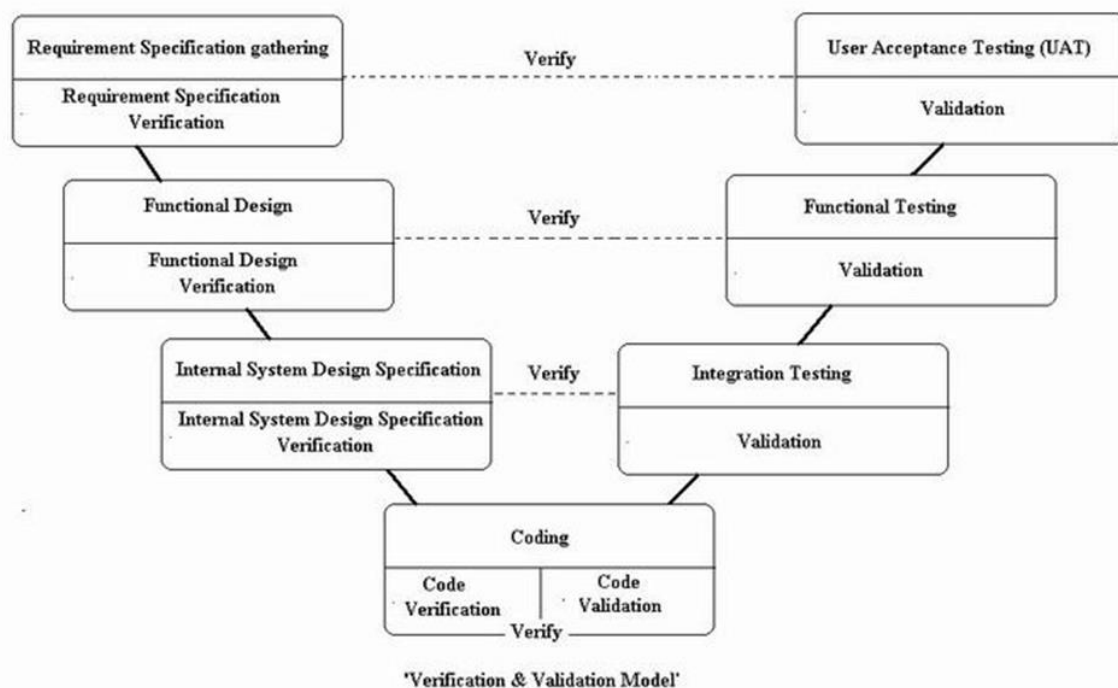 Requirement Specification gathering
Requirement Specification
Verification
Verify
User Acceptance Testing (UAT)
Validation
Functional Design
Functional Design
Verification
Verify
Functional Testing
Validation
Internal System Design Specification
Internal System Design Specification
Verification
Verify
Integration Testing
Validation
Coding
Code
Verification
Code
Validation
Verify
'Verification & Validation Model'